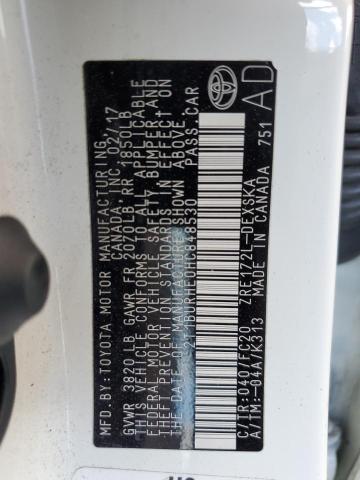 MFD. BY: TOYOTA MOTOR MANUFACTURING
CANADA, INC. 02/17
GVWR 3820LB GAWR FR 2070LB RR 1850LB
THIS VEHICLE CONFORMS TO ALL APPLICABLE
FEDERAL MOTOR VEHICLE SAFETY, BUMPER AND
THEFT PREVENTION STANDARDS IN EFFECT ON
THE DATE OF MANUFACTURE SHOWN ABOVE.
PASS. CAR
C/TR: 040/FC20 ZRE172L-DEXSKA
A/TM: -04A/K313 MADE IN CANADA 751
AD